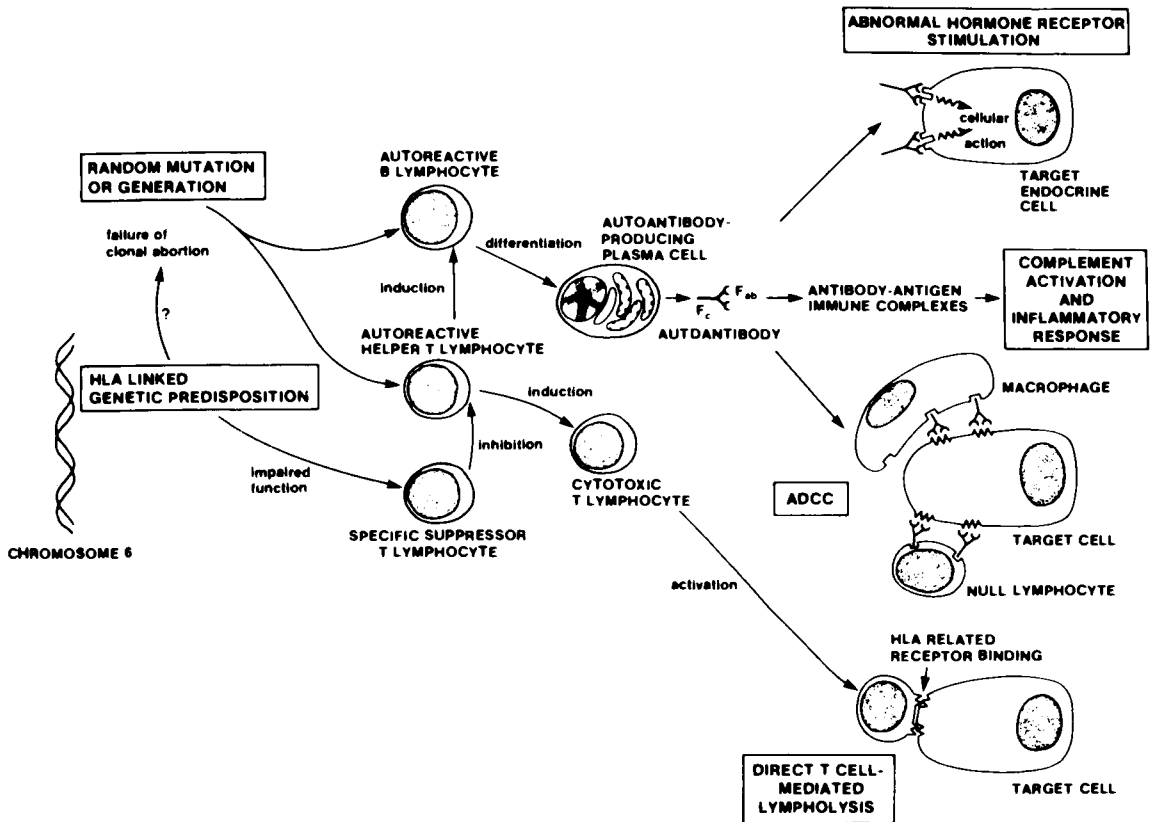 ABNORMAL HORMONE RECEPTOR
STIMULATION
cellular
action
TARGET
ENDOCRINE
CELL
RANDOM MUTATION
OR GENERATION
AUTOREACTIVE
B LYMPHOCYTE
failure of
clonal abortion
differentiation
AUTOANTIBODY-
PRODUCING
PLASMA CELL
induction
?
Fab
Fc
AUTDANTIBODY
ANTIBODY-ANTIGEN
IMMUNE COMPLEXES
COMPLEMENT
ACTIVATION
AND
INFLAMMATORY
RESPONSE
AUTOREACTIVE
HELPER T LYMPHOCYTE
HLA LINKED
GENETIC PREDISPOSITION
induction
inhibition
impaired
function
CYTOTOXIC
T LYMPHOCYTE
SPECIFIC SUPPRESSOR
T LYMPHOCYTE
CHROMOSOME 6
MACROPHAGE
ADCC
TARGET CELL
NULL LYMPHOCYTE
activation
HLA RELATED
RECEPTOR BINDING
DIRECT T CELL-
MEDIATED
LYMPHOLYSIS
TARGET CELL